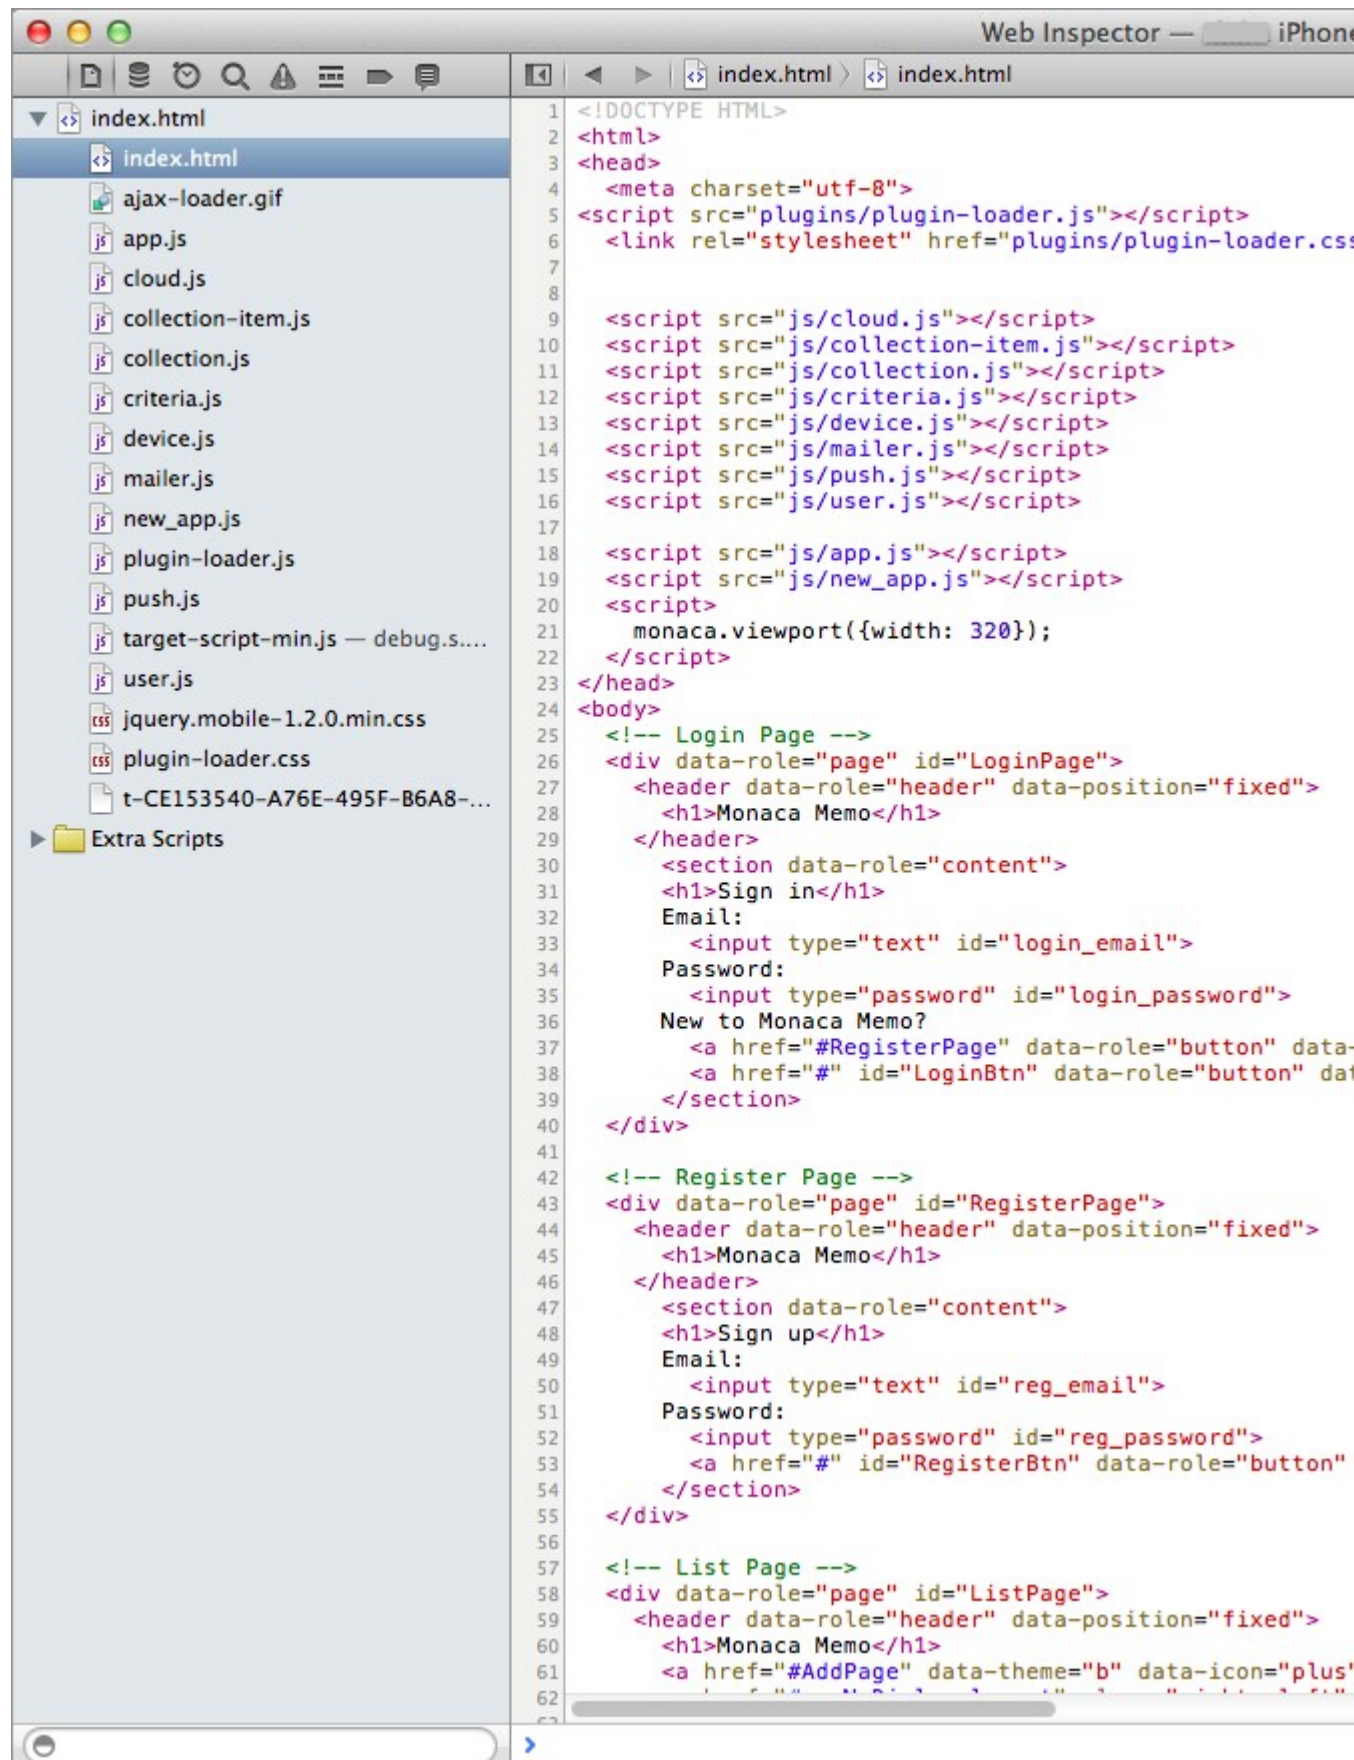 Web Inspector — iPhone
index.html index.html
index.html
index.html
ajax-loader.gif
app.js
cloud.js
collection-item.js
collection.js
criteria.js
device.js
mailer.js
new_app.js
plugin-loader.js
push.js
target-script-min.js — debug.s....
user.js
jquery.mobile-1.2.0.min.css
plugin-loader.css
t-CE153540-A76E-495F-B6A8-...
Extra Scripts
1 <!DOCTYPE HTML>
2 <html>
3 <head>
4 <meta charset="utf-8">
5 <script src="plugins/plugin-loader.js"></script>
6 <link rel="stylesheet" href="plugins/plugin-loader.css
7
8
9 <script src="js/cloud.js"></script>
10 <script src="js/collection-item.js"></script>
11 <script src="js/collection.js"></script>
12 <script src="js/criteria.js"></script>
13 <script src="js/device.js"></script>
14 <script src="js/mailer.js"></script>
15 <script src="js/push.js"></script>
16 <script src="js/user.js"></script>
17
18 <script src="js/app.js"></script>
19 <script src="js/new_app.js"></script>
20 <script>
21 monaca.viewport({width: 320});
22 </script>
23 </head>
24 <body>
25 <!-- Login Page -->
26 <div data-role="page" id="LoginPage">
27 <header data-role="header" data-position="fixed">
28 <h1>Monaca Memo</h1>
29 </header>
30 <section data-role="content">
31 <h1>Sign in</h1>
32 Email:
33 <input type="text" id="login_email">
34 Password:
35 <input type="password" id="login_password">
36 New to Monaca Memo?
37 <a href="#RegisterPage" data-role="button" data-
38 <a href="#" id="LoginBtn" data-role="button" dat
39 </section>
40 </div>
41
42 <!-- Register Page -->
43 <div data-role="page" id="RegisterPage">
44 <header data-role="header" data-position="fixed">
45 <h1>Monaca Memo</h1>
46 </header>
47 <section data-role="content">
48 <h1>Sign up</h1>
49 Email:
50 <input type="text" id="reg_email">
51 Password:
52 <input type="password" id="reg_password">
53 <a href="#" id="RegisterBtn" data-role="button"
54 </section>
55 </div>
56
57 <!-- List Page -->
58 <div data-role="page" id="ListPage">
59 <header data-role="header" data-position="fixed">
60 <h1>Monaca Memo</h1>
61 <a href="#AddPage" data-theme="b" data-icon="plus"
62